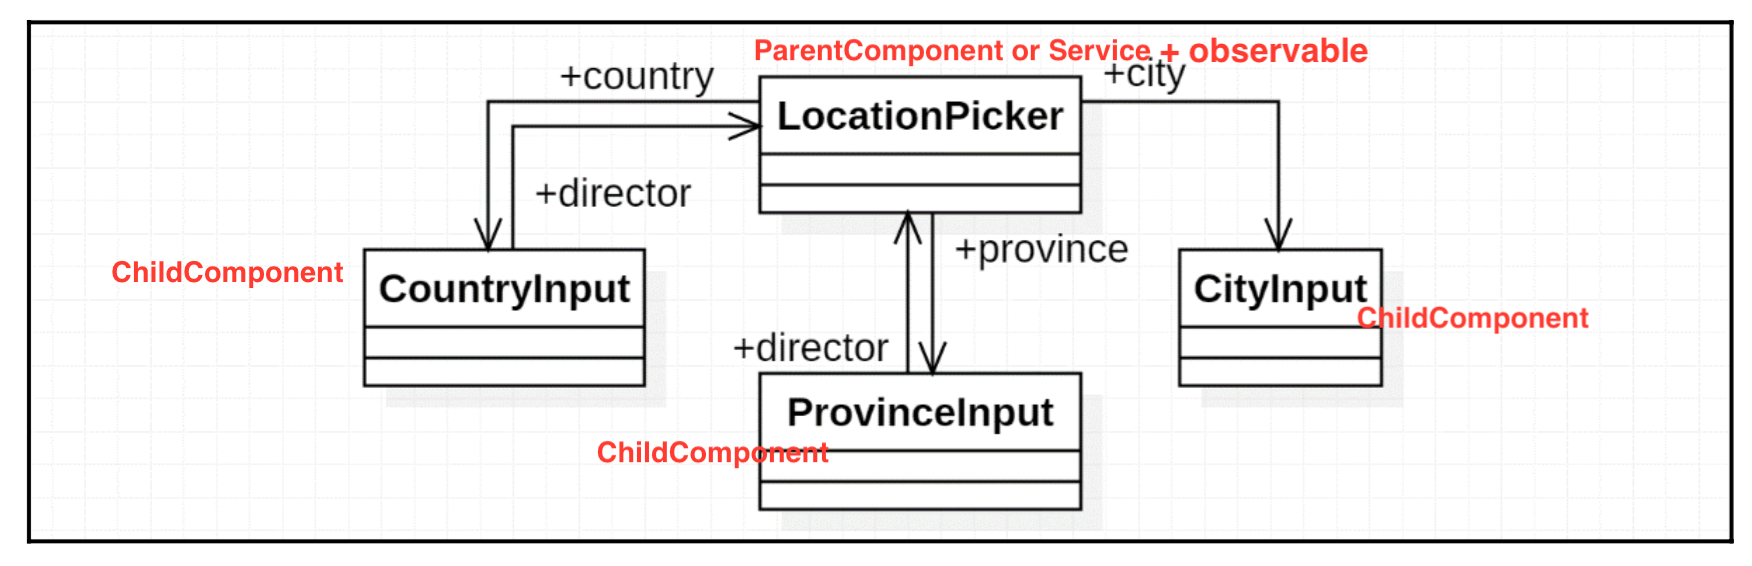 ParentComponent or Service + observable
+country
+city
LocationPicker
+director
+province
ChildComponent
CountryInput
CityInput
ChildComponent
+director
ProvinceInput
ChildComponent